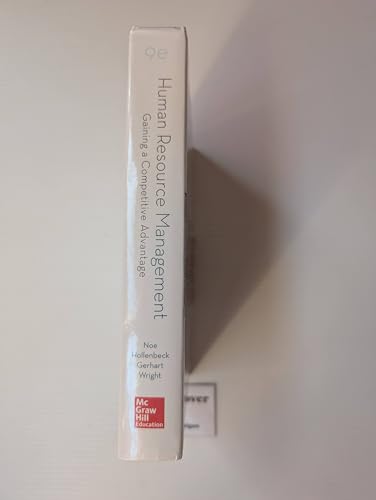 9e
Human Resource Management
Gaining a Competitive Advantage
Noe
Hollenbeck
Gerhart
Wright
Mc
Graw
Hill
Education